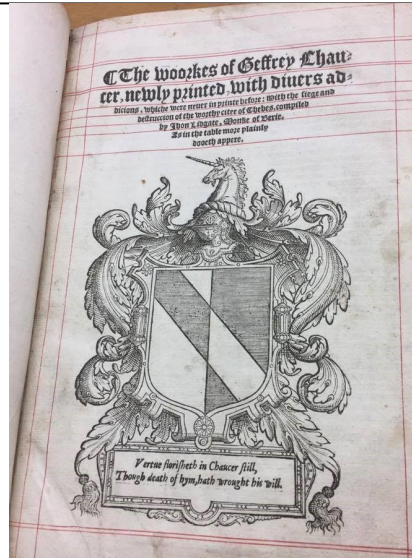 ❡ The woorkes of Geffrey Chau=
cer, newly printed, with diuers ad=
dicions, whiche were neuer in printe before: with the siege and
destruccion of the worthy citee of Thebes, compiled
by Jhon Lidgate, Monke of Berie.
As in the table more plainly
dooeth appere.
Vertue florisheth in Chaucer still,
Though death of hym, hath wrought his will.